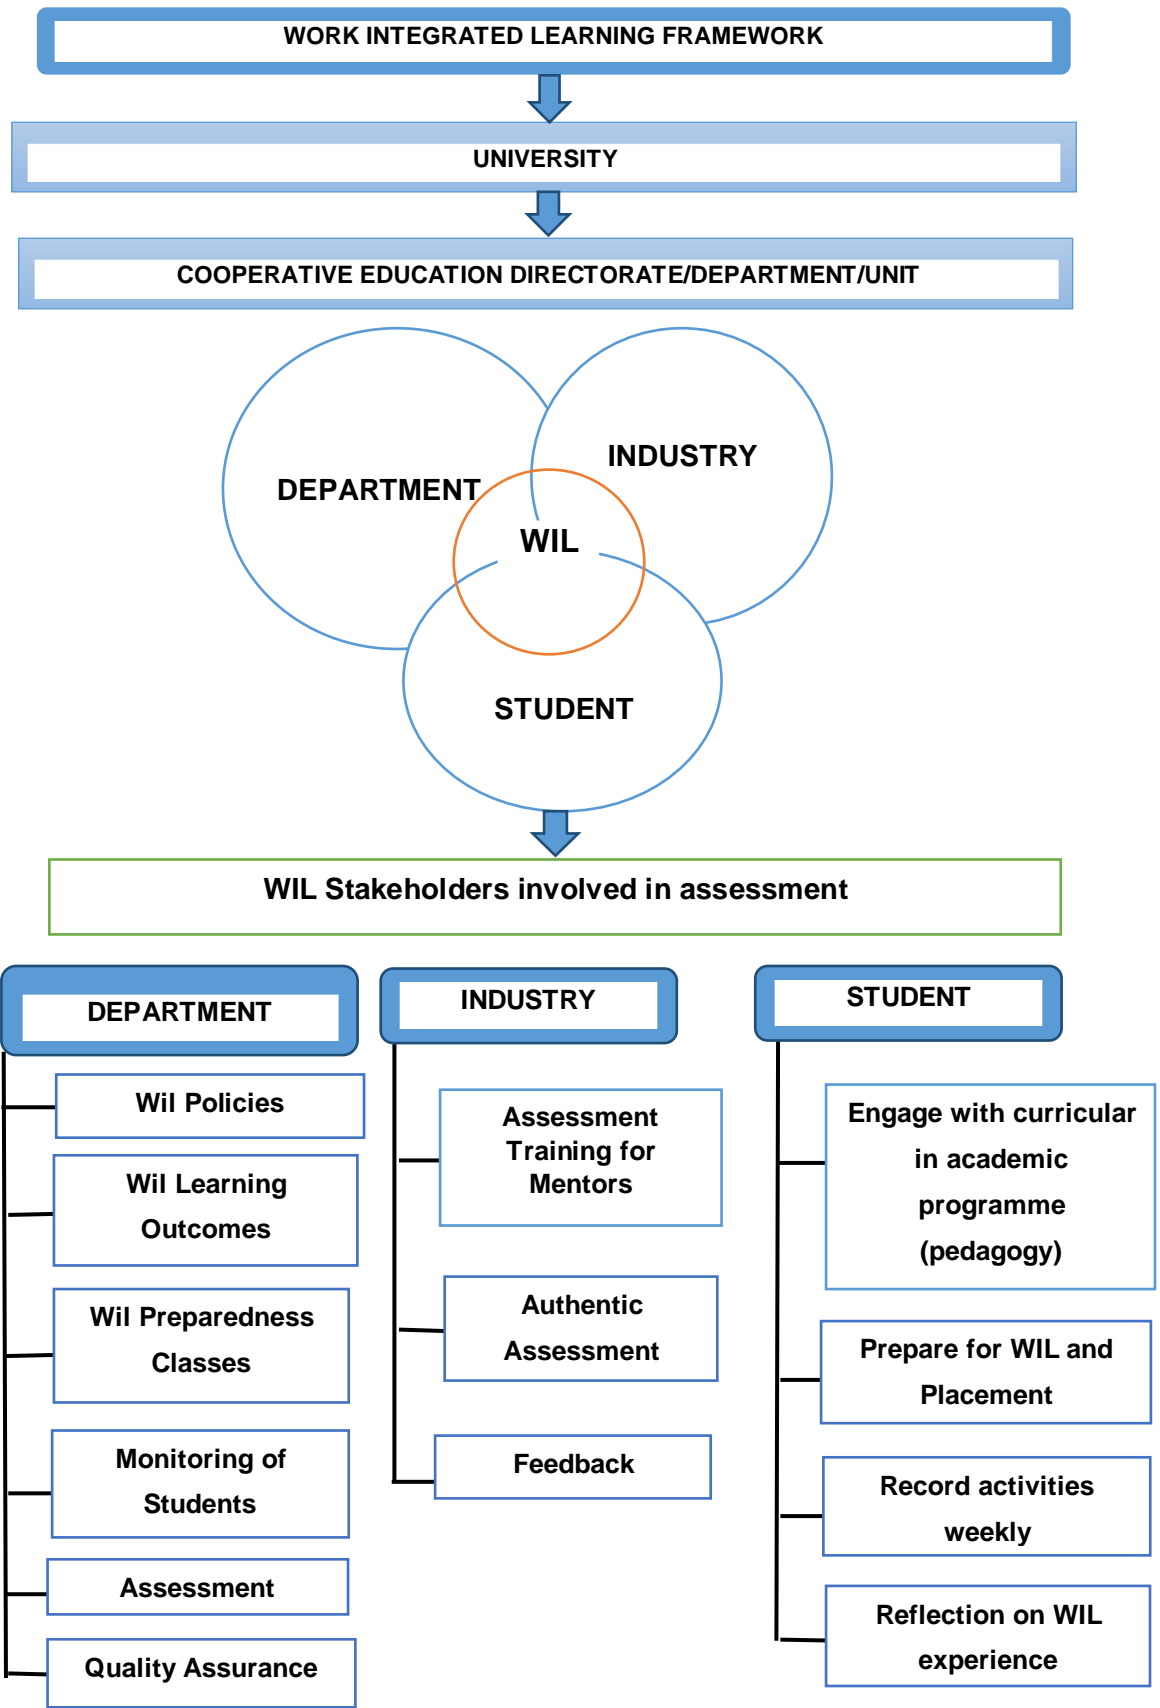 WORK INTEGRATED LEARNING FRAMEWORK
UNIVERSITY
COOPERATIVE EDUCATION DIRECTORATE/DEPARTMENT/UNIT
INDUSTRY
DEPARTMENT
WIL
STUDENT
WIL Stakeholders involved in assessment
DEPARTMENT
Wil Policies
Wil Learning
Outcomes
Wil Preparedness
Classes
Monitoring of
Students
Assessment
Quality Assurance
INDUSTRY
Assessment
Training for
Mentors
Authentic
Assessment
Feedback
STUDENT
Engage with curricular
in academic
programme
(pedagogy)
Prepare for WIL and
Placement
Record activities
weekly
Reflection on WIL
experience